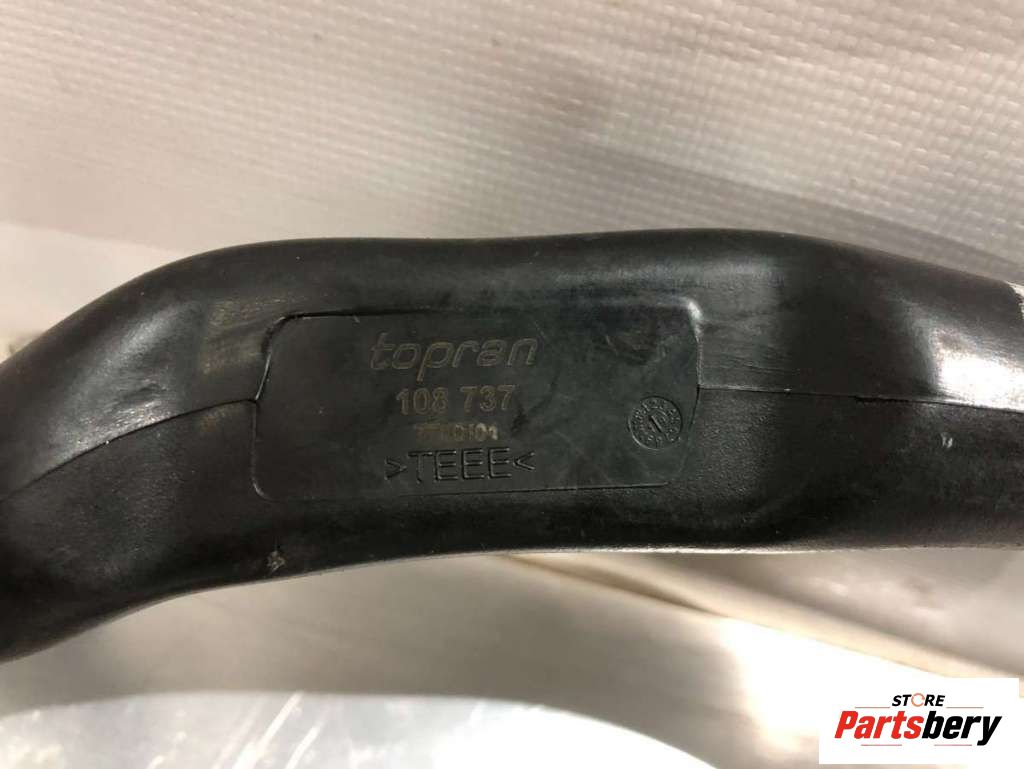 topran
108 737
>TEEE<
STORE
Partsbery